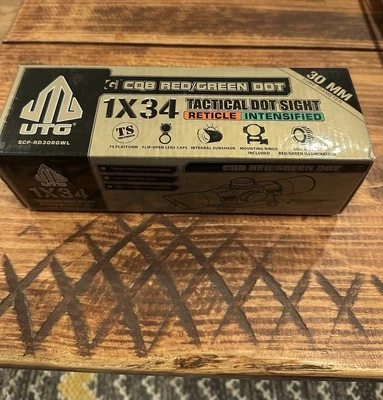 G CQB RED/GREEN DOT
30 MM
1X34 TACTICAL DOT SIGHT
RETICLE INTENSIFIED
UTG
SCP-RD30RGWL
TS
TS PLATFORM FLIP-OPEN LENS CAPS INTEGRAL SUNSHADE MOUNTING RINGS INCLUDED RED/GREEN ILLUMINATION
UTG
1X34
CQB RED/GREEN DOT